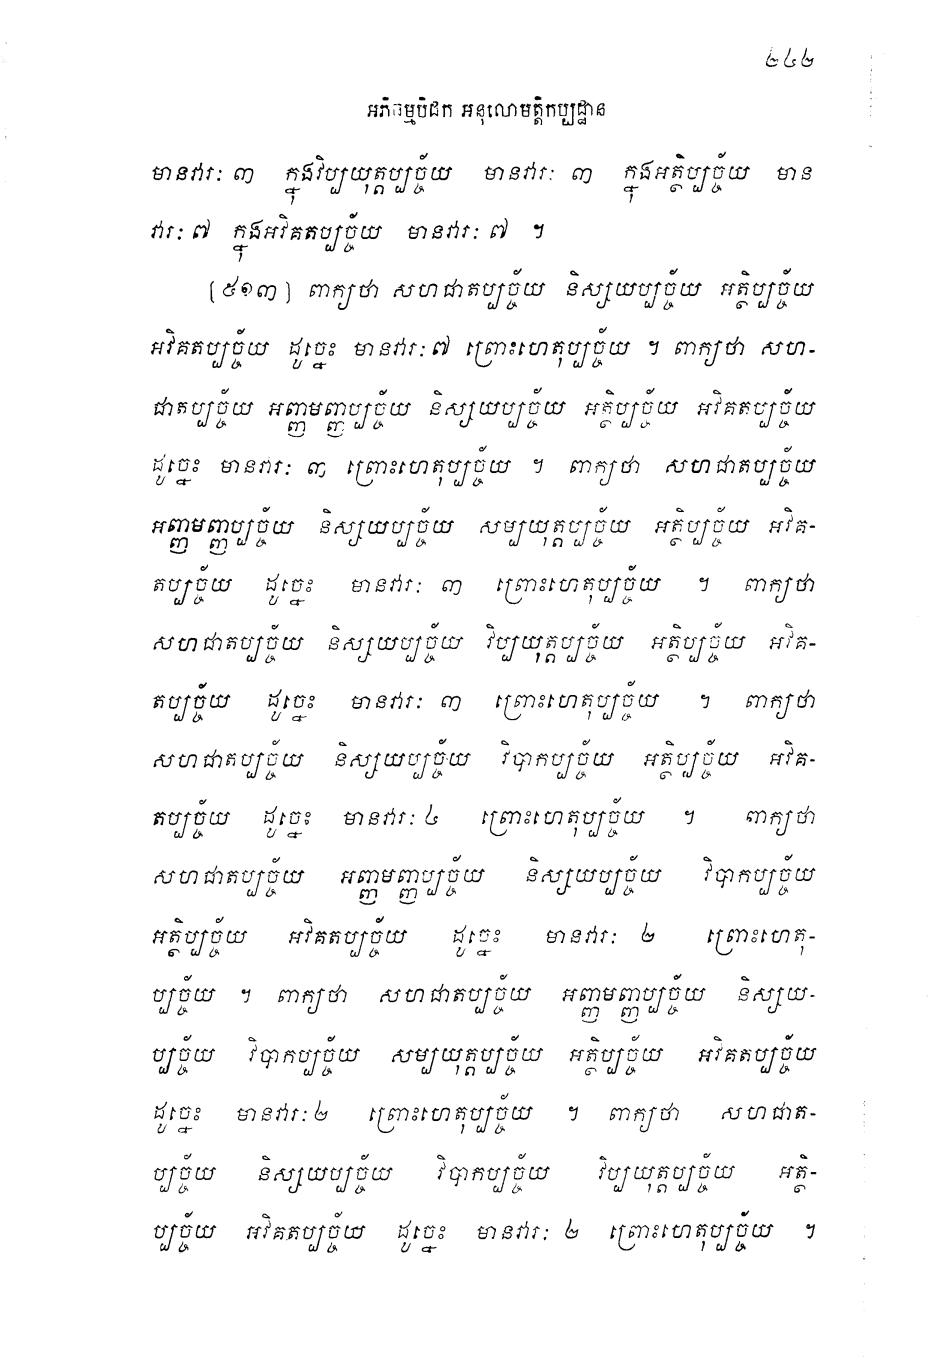 ២៤២
អភិធម្មបិដក អនុលោមត្តិកប្បដ្ឋាន
មានវារៈ ៣ ក្នុងវិប្បយុត្តប្បច្ច័យ មានវារៈ ៣ ក្នុងអត្ថិប្បច្ច័យ មាន
វារៈ ៧ ក្នុងអវិគតប្បច្ច័យ មានវារៈ ៧ ។
[៥១៣] ពាក្យថា សហជាតប្បច្ច័យ និស្សយប្បច្ច័យ អត្ថិប្បច្ច័យ
អវិគតប្បច្ច័យ ដូច្នេះ មានវារៈ ៧ ព្រោះហេតុប្បច្ច័យ ។ ពាក្យថា សហ-
ជាតប្បច្ច័យ អញ្ញមញ្ញប្បច្ច័យ និស្សយប្បច្ច័យ អត្ថិប្បច្ច័យ អវិគតប្បច្ច័យ
ដូច្នេះ មានវារៈ ៣ ព្រោះហេតុប្បច្ច័យ ។ ពាក្យថា សហជាតប្បច្ច័យ
អញ្ញមញ្ញប្បច្ច័យ និស្សយប្បច្ច័យ សម្បយុត្តប្បច្ច័យ អត្ថិប្បច្ច័យ អវិគ-
តប្បច្ច័យ ដូច្នេះ មានវារៈ ៣ ព្រោះហេតុប្បច្ច័យ ។ ពាក្យថា
សហជាតប្បច្ច័យ និស្សយប្បច្ច័យ វិប្បយុត្តប្បច្ច័យ អត្ថិប្បច្ច័យ អវិគ-
តប្បច្ច័យ ដូច្នេះ មានវារៈ ៣ ព្រោះហេតុប្បច្ច័យ ។ ពាក្យថា
សហជាតប្បច្ច័យ និស្សយប្បច្ច័យ វិបាកប្បច្ច័យ អត្ថិប្បច្ច័យ អវិគ-
តប្បច្ច័យ ដូច្នេះ មានវារៈ ៤ ព្រោះហេតុប្បច្ច័យ ។ ពាក្យថា
សហជាតប្បច្ច័យ អញ្ញមញ្ញប្បច្ច័យ និស្សយប្បច្ច័យ វិបាកប្បច្ច័យ
អត្ថិប្បច្ច័យ អវិគតប្បច្ច័យ ដូច្នេះ មានវារៈ ២ ព្រោះហេតុ-
ប្បច្ច័យ ។ ពាក្យថា សហជាតប្បច្ច័យ អញ្ញមញ្ញប្បច្ច័យ និស្សយ-
ប្បច្ច័យ វិបាកប្បច្ច័យ សម្បយុត្តប្បច្ច័យ អត្ថិប្បច្ច័យ អវិគតប្បច្ច័យ
ដូច្នេះ មានវារៈ ២ ព្រោះហេតុប្បច្ច័យ ។ ពាក្យថា សហជាត-
ប្បច្ច័យ និស្សយប្បច្ច័យ វិបាកប្បច្ច័យ វិប្បយុត្តប្បច្ច័យ អត្ថិ-
ប្បច្ច័យ អវិគតប្បច្ច័យ ដូច្នេះ មានវារៈ ២ ព្រោះហេតុប្បច្ច័យ ។